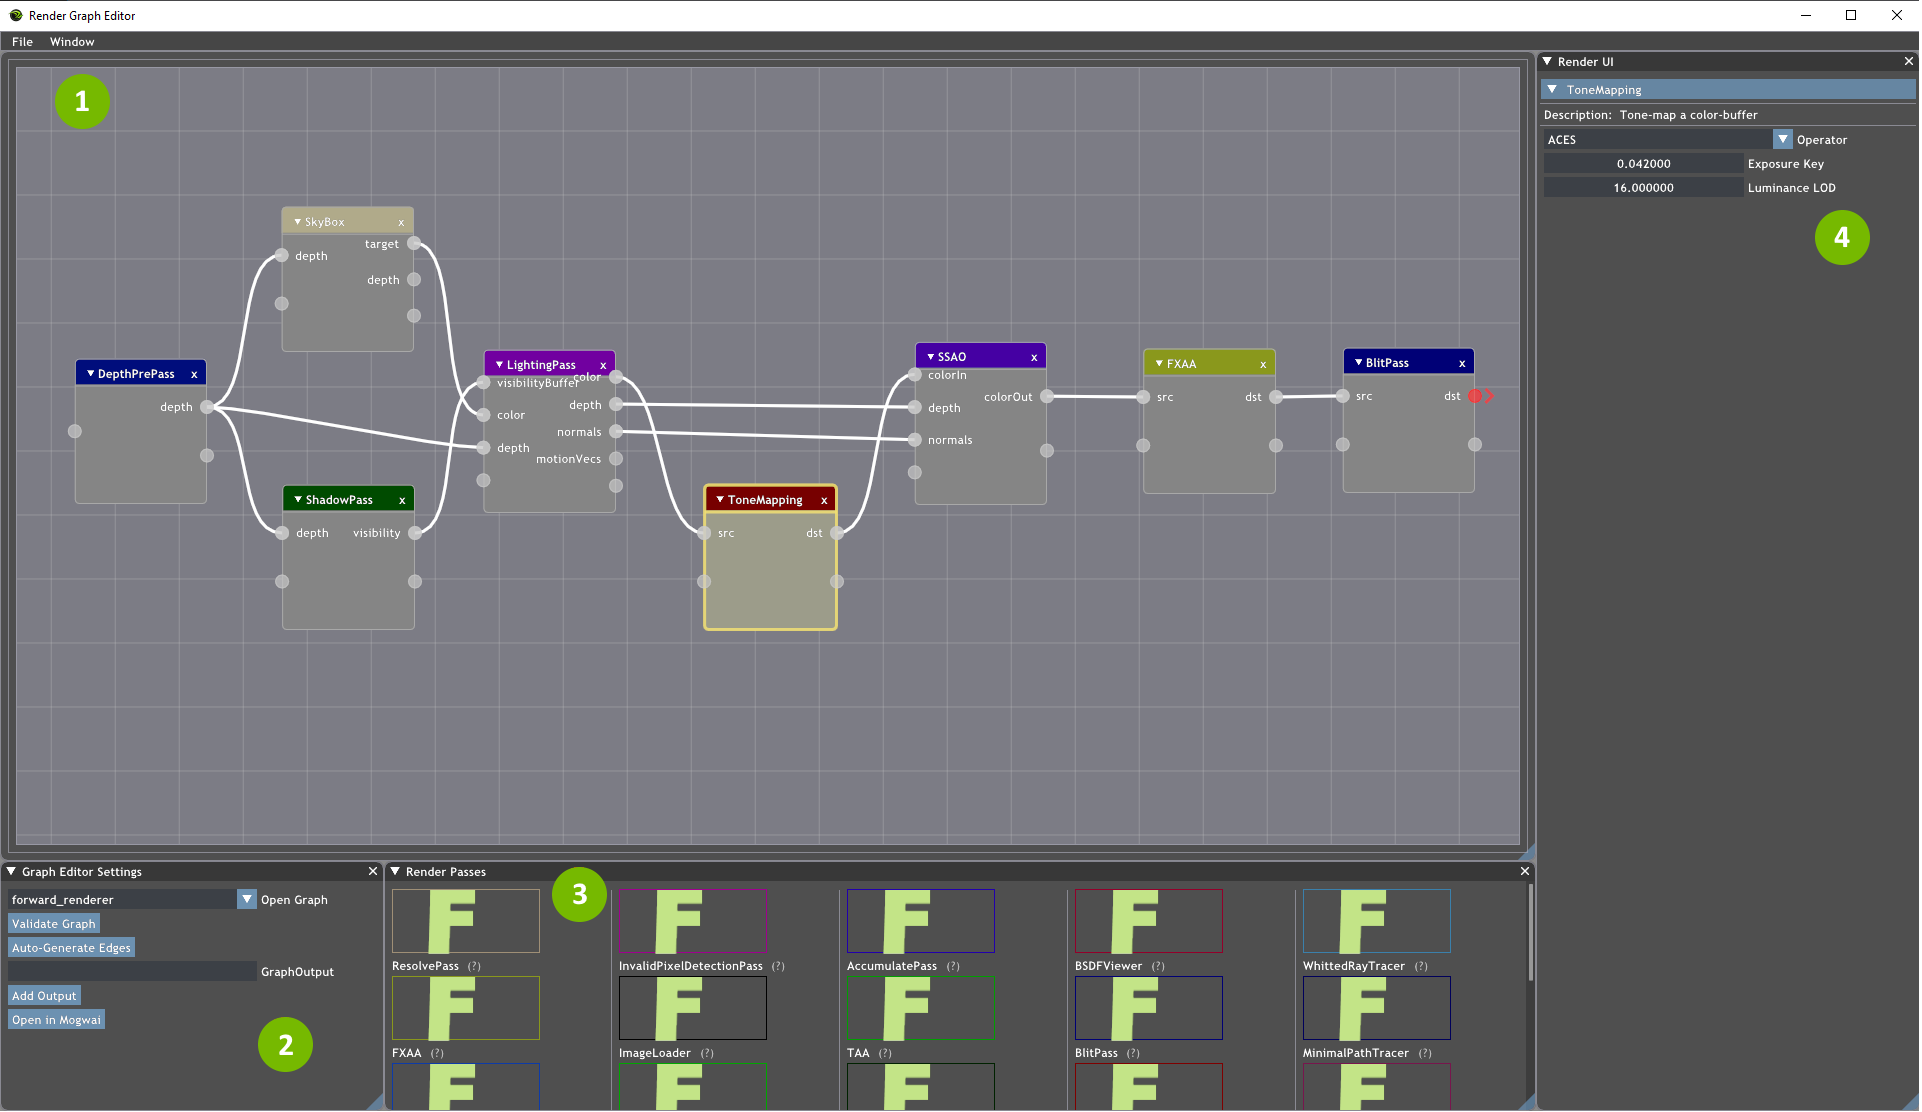 Render Graph Editor
File Window
1
SkyBox x
target
depth
depth
DepthPrePass x
depth
ShadowPass x
depth visibility
LightingPass x
color
visibilityBuffer
depth
color
normals
depth
motionVecs
ToneMapping x
src dst
SSAO x
colorIn
colorOut
depth
normals
FXAA x
src dst
BlitPass x
src dst
Render UI
ToneMapping
Description: Tone-map a color-buffer
ACES Operator
0.042000 Exposure Key
16.000000 Luminance LOD
4
Graph Editor Settings
forward_renderer Open Graph
Validate Graph
Auto-Generate Edges
GraphOutput
Add Output
Open in Mogwai
2
Render Passes
3
F F F F F
ResolvePass (?) InvalidPixelDetectionPass (?) AccumulatePass (?) BSDFViewer (?) WhittedRayTracer (?)
F F F F F
FXAA (?) ImageLoader (?) TAA (?) BlitPass (?) MinimalPathTracer (?)
F F F F F